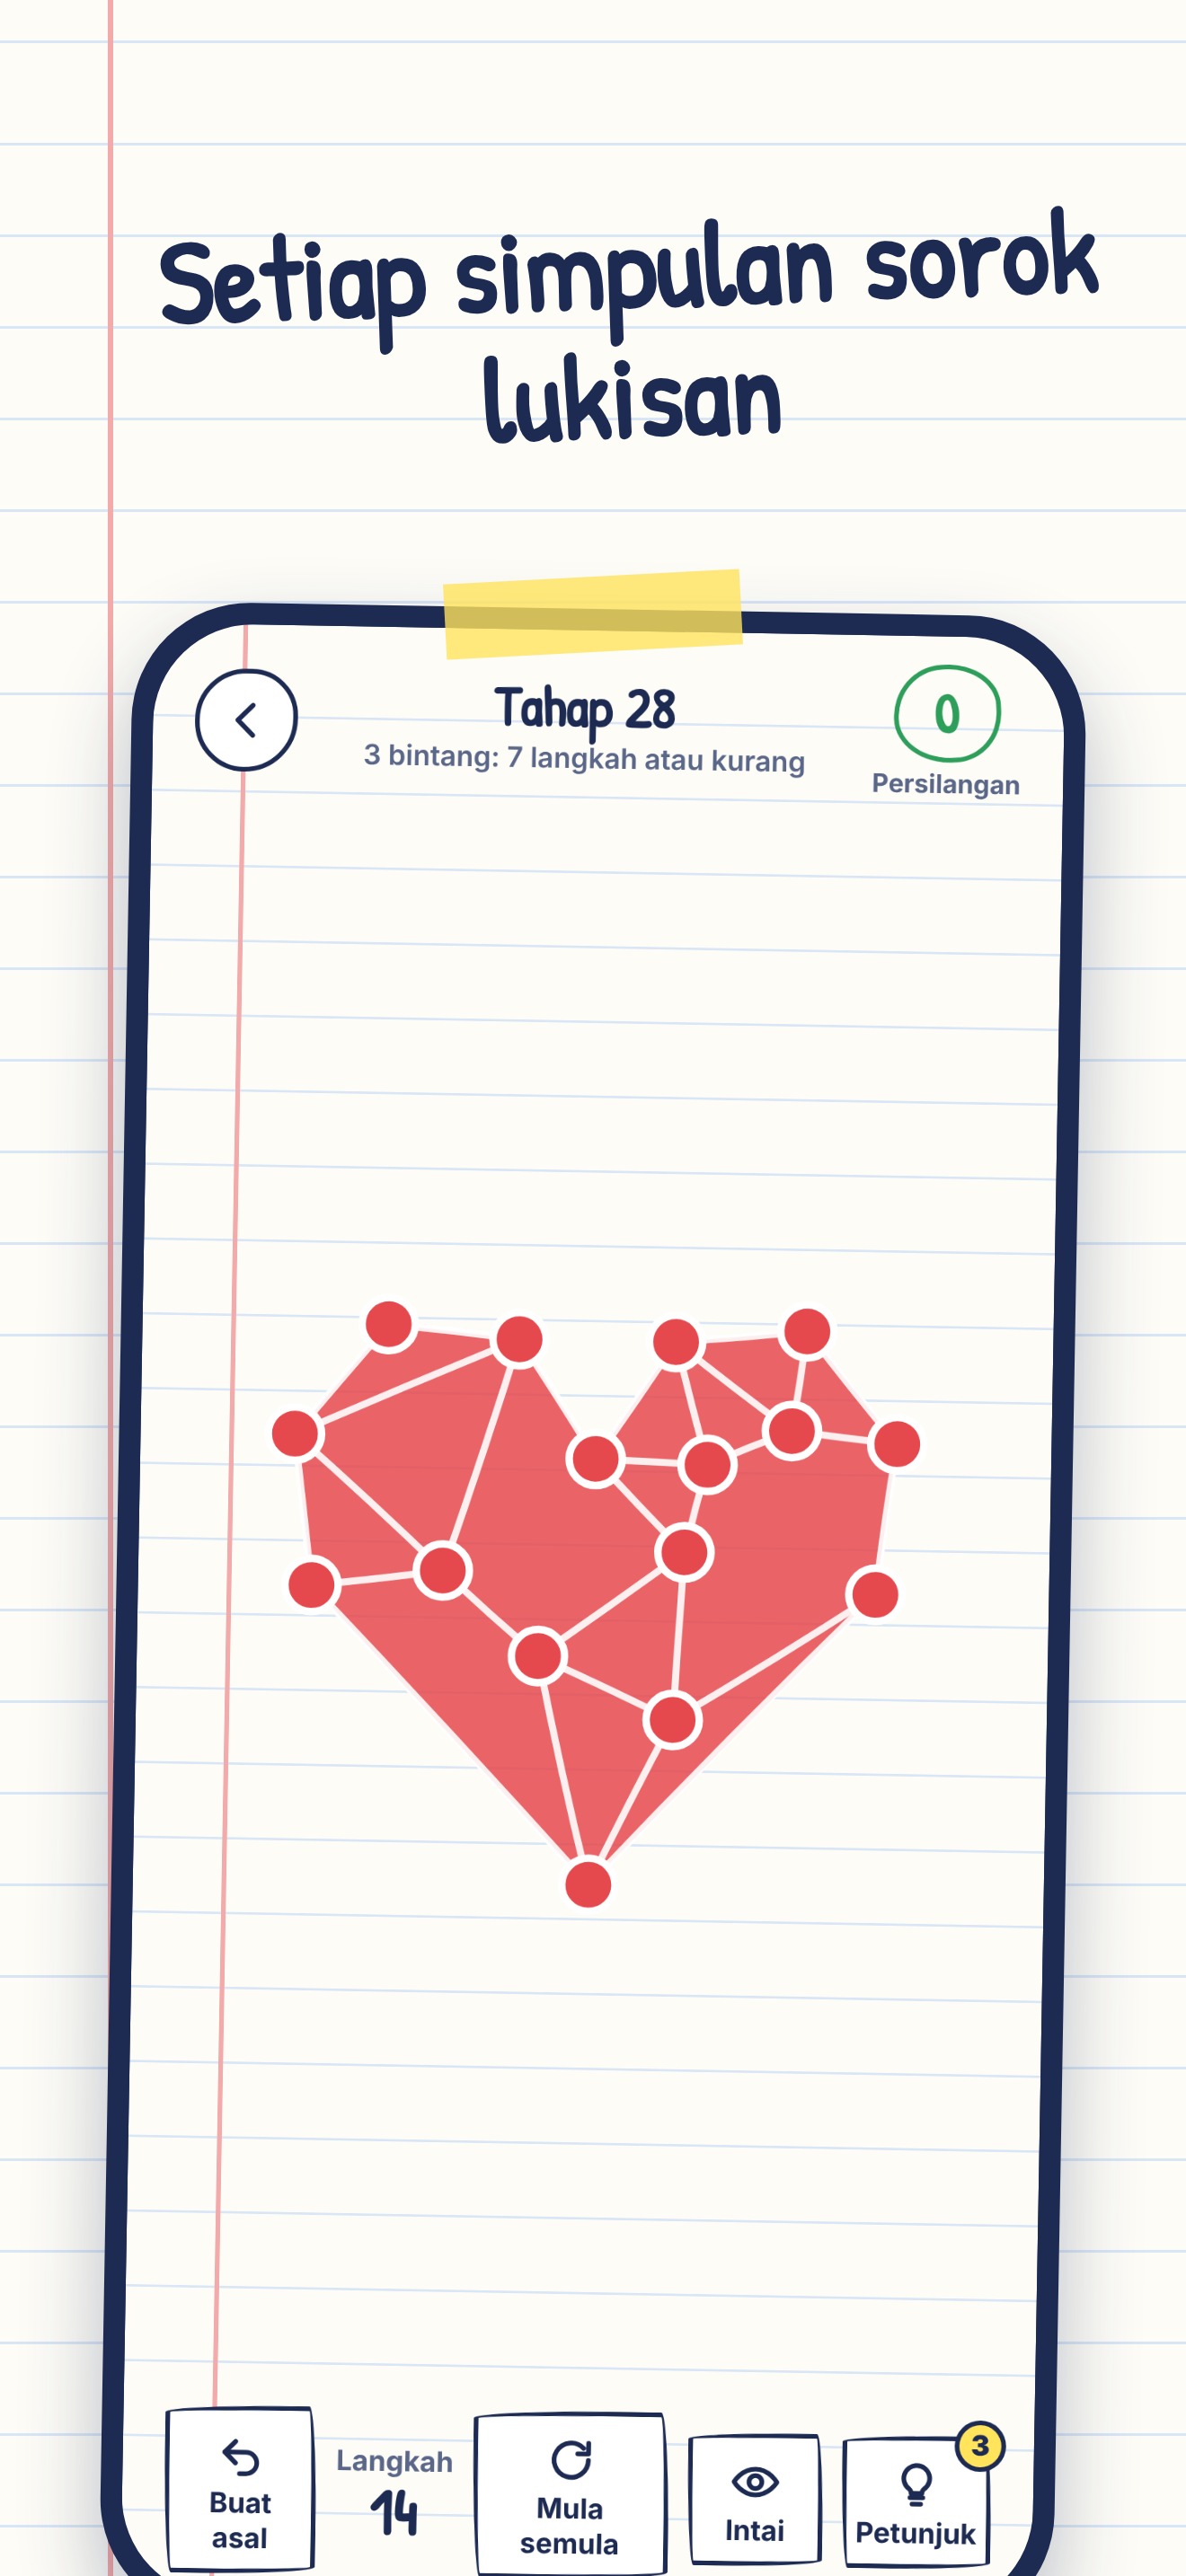 Setiap simpulan sorok
lukisan
Tahap 28
3 bintang: 7 langkah atau kurang
0
Persilangan
Buat
asal
Langkah
14
Mula
semula
Intai
3
Petunjuk